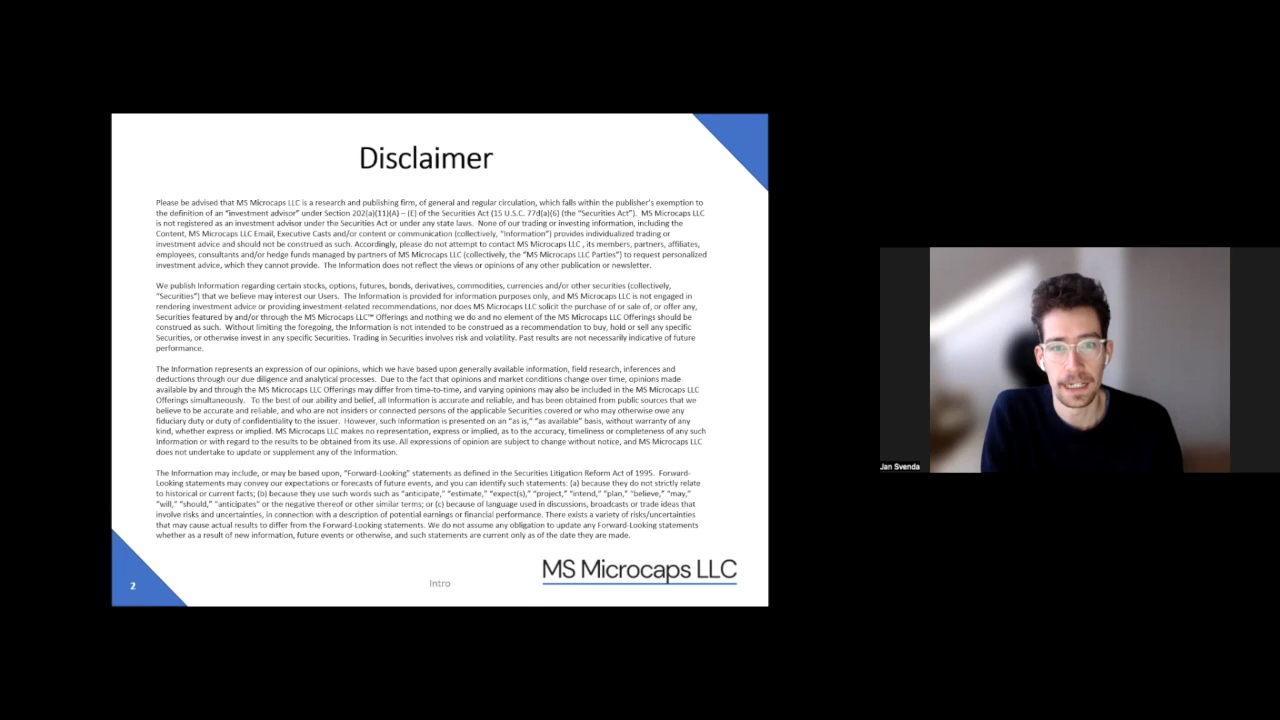 Disclaimer
Please be advised that MS Microcaps LLC is a research and publishing firm, of general and regular circulation, which falls within the publisher's exemption to
the definition of an "investment advisor" under Section 202(a)(11)(A) – (E) of the Securities Act (15 U.S.C. 77d(a)(6) (the "Securities Act"). MS Microcaps LLC
is not registered as an investment advisor under the Securities Act or under any state laws. None of our trading or investing information, including the
Content, MS Microcaps LLC Email, Executive Casts and/or content or communication (collectively, "Information") provides individualized trading or
investment advice and should not be construed as such. Accordingly, please do not attempt to contact MS Microcaps LLC , its members, partners, affiliates,
employees, consultants and/or hedge funds managed by partners of MS Microcaps LLC (collectively, the "MS Microcaps LLC Parties") to request personalized
investment advice, which they cannot provide. The Information does not reflect the views or opinions of any other publication or newsletter.
We publish Information regarding certain stocks, options, futures, bonds, derivatives, commodities, currencies and/or other securities (collectively,
"Securities") that we believe may interest our Users. The Information is provided for information purposes only, and MS Microcaps LLC is not engaged in
rendering investment advice or providing investment-related recommendations, nor does MS Microcaps LLC solicit the purchase of or sale of, or offer any,
Securities featured by and/or through the MS Microcaps LLC™ Offerings and nothing we do and no element of the MS Microcaps LLC Offerings should be
construed as such. Without limiting the foregoing, the Information is not intended to be construed as a recommendation to buy, hold or sell any specific
Securities, or otherwise invest in any specific Securities. Trading in Securities involves risk and volatility. Past results are not necessarily indicative of future
performance.
The Information represents an expression of our opinions, which we have based upon generally available information, field research, inferences and
deductions through our due diligence and analytical processes. Due to the fact that opinions and market conditions change over time, opinions made
available by and through the MS Microcaps LLC Offerings may differ from time-to-time, and varying opinions may also be included in the MS Microcaps LLC
Offerings simultaneously. To the best of our ability and belief, all Information is accurate and reliable, and has been obtained from public sources that we
believe to be accurate and reliable, and who are not insiders or connected persons of the applicable Securities covered or who may otherwise owe any
fiduciary duty or duty of confidentiality to the issuer. However, such Information is presented on an "as is," "as available" basis, without warranty of any
kind, whether express or implied. MS Microcaps LLC makes no representation, express or implied, as to the accuracy, timeliness or completeness of any such
Information or with regard to the results to be obtained from its use. All expressions of opinion are subject to change without notice, and MS Microcaps LLC
does not undertake to update or supplement any of the Information.
The Information may include, or may be based upon, "Forward-Looking" statements as defined in the Securities Litigation Reform Act of 1995. Forward-
Looking statements may convey our expectations or forecasts of future events, and you can identify such statements: (a) because they do not strictly relate
to historical or current facts; (b) because they use such words such as "anticipate," "estimate," "expect(s)," "project," "intend," "plan," "believe," "may,"
"will," "should," "anticipates" or the negative thereof or other similar terms; or (c) because of language used in discussions, broadcasts or trade ideas that
involve risks and uncertainties, in connection with a description of potential earnings or financial performance. There exists a variety of risks/uncertainties
that may cause actual results to differ from the Forward-Looking statements. We do not assume any obligation to update any Forward-Looking statements
whether as a result of new information, future events or otherwise, and such statements are current only as of the date they are made.
2
Intro
MS Microcaps LLC
Jan Svenda